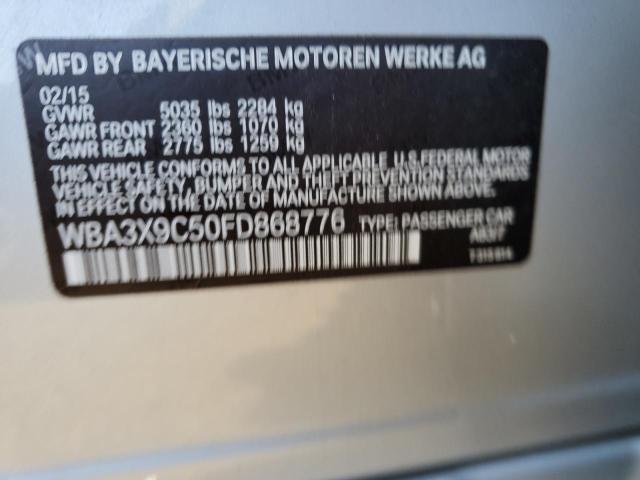 MFD BY BAYERISCHE MOTOREN WERKE AG
02/15
GVWR 5035 lbs 2284 kg
GAWR FRONT 2360 lbs 1070 kg
GAWR REAR 2775 lbs 1259 kg
THIS VEHICLE CONFORMS TO ALL APPLICABLE U.S.FEDERAL MOTOR
VEHICLE SAFETY, BUMPER AND THEFT PREVENTION STANDARDS
IN EFFECT ON THE DATE OF MANUFACTURE SHOWN ABOVE.
WBA3X9C50FD868776 TYPE: PASSENGER CAR